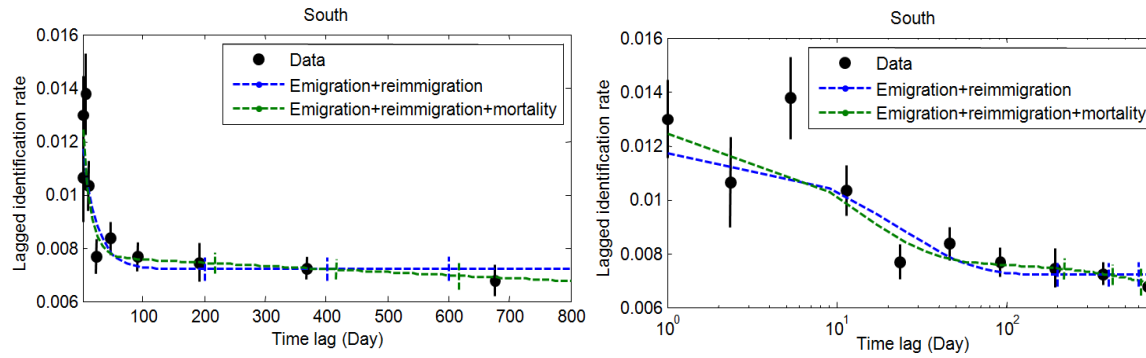 South
0.016
0.014
0.012
0.01
0.008
0.006
Lagged identification rate
Data
Emigration+reimmigration
Emigration+reimmigration+mortality
100 200 300 400 500 600 700 800
Time lag (Day)
South
0.016
0.014
0.012
0.01
0.008
0.006
Lagged identification rate
Data
Emigration+reimmigration
Emigration+reimmigration+mortality
10^0 10^1 10^2
Time lag (Day)